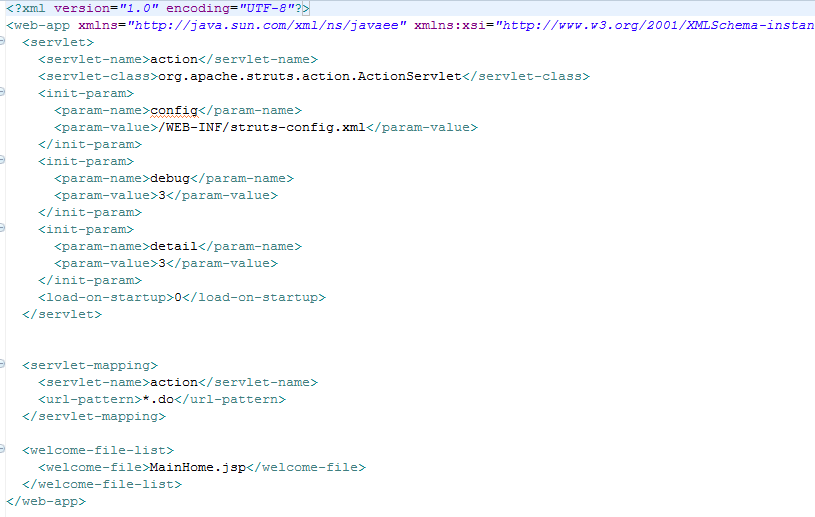 <?xml version="1.0" encoding="UTF-8"?>
<web-app xmlns="http://java.sun.com/xml/ns/javaee" xmlns:xsi="http://www.w3.org/2001/XMLSchema-instan
<servlet>
<servlet-name>action</servlet-name>
<servlet-class>org.apache.struts.action.ActionServlet</servlet-class>
<init-param>
<param-name>config</param-name>
<param-value>/WEB-INF/struts-config.xml</param-value>
</init-param>
<init-param>
<param-name>debug</param-name>
<param-value>3</param-value>
</init-param>
<init-param>
<param-name>detail</param-name>
<param-value>3</param-value>
</init-param>
<load-on-startup>0</load-on-startup>
</servlet>
<servlet-mapping>
<servlet-name>action</servlet-name>
<url-pattern>*.do</url-pattern>
</servlet-mapping>
<welcome-file-list>
<welcome-file>MainHome.jsp</welcome-file>
</welcome-file-list>
</web-app>